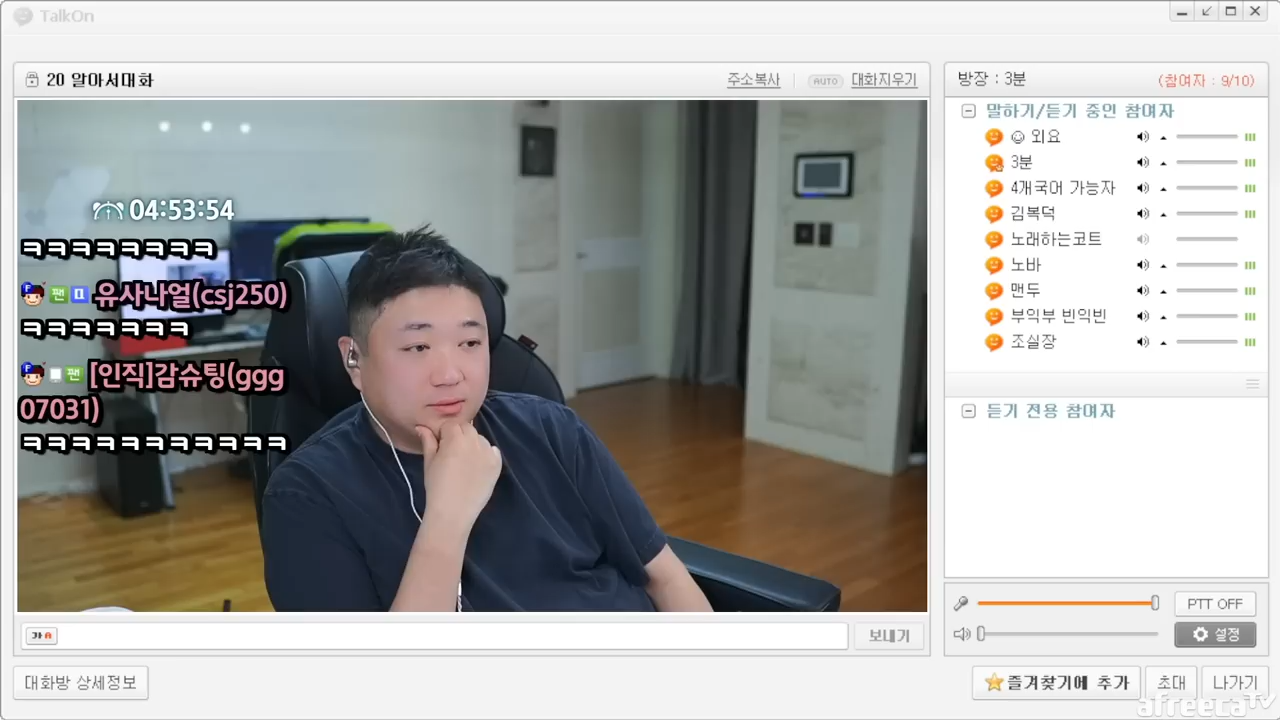 TalkOn
20 알아서대화
주소복사
AUTO
대화지우기
04:53:54
ㅋㅋㅋㅋㅋㅋㅋㅋ
팬 유사나얼(csj250)
ㅋㅋㅋㅋㅋㅋㅋ
팬 [인직]감슈팅(ggg
07031)
ㅋㅋㅋㅋㅋㅋㅋㅋㅋㅋㅋ
가
보내기
대화방 상세정보
방장 : 3분
(참여자 : 9/10)
말하기/듣기 중인 참여자
외요
3분
4개국어 가능자
김복덕
노래하는코트
노바
맨두
부익부 빈익빈
조실장
듣기 전용 참여자
PTT OFF
설정
즐겨찾기에 추가
초대
나가기
afreecaTV